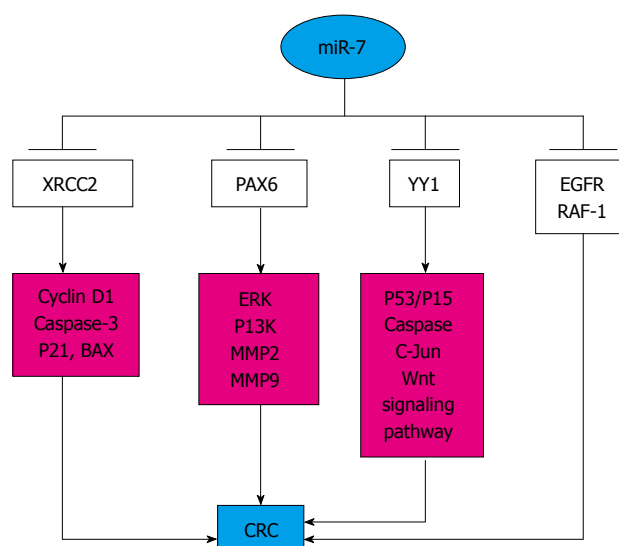 miR-7
XRCC2
PAX6
YY1
EGFR
RAF-1
Cyclin D1
Caspase-3
P21, BAX
ERK
P13K
MMP2
MMP9
P53/P15
Caspase
C-Jun
Wnt
signaling
pathway
CRC